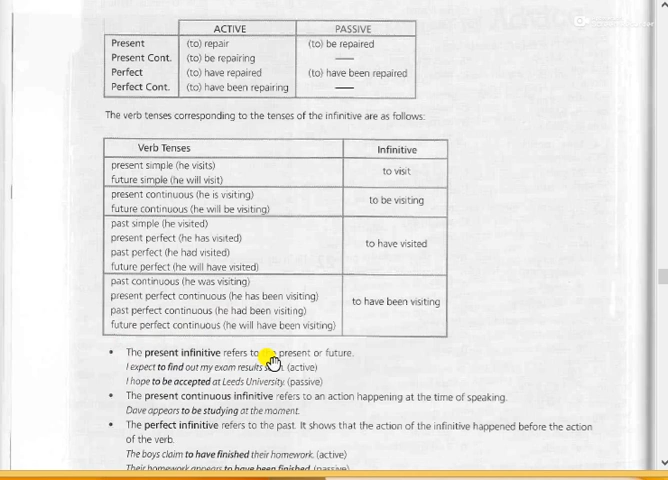 ACTIVE PASSIVE
Present (to) repair (to) be repaired
Present Cont. (to) be repairing —
Perfect (to) have repaired (to) have been repaired
Perfect Cont. (to) have been repairing —
The verb tenses corresponding to the tenses of the infinitive are as follows:
Verb Tenses Infinitive
present simple (he visits)
future simple (he will visit)
to visit
present continuous (he is visiting)
future continuous (he will be visiting)
to be visiting
past simple (he visited)
present perfect (he has visited)
past perfect (he had visited)
future perfect (he will have visited)
to have visited
past continuous (he was visiting)
present perfect continuous (he has been visiting)
past perfect continuous (he had been visiting)
future perfect continuous (he will have been visiting)
to have been visiting
• The present infinitive refers to present or future.
I expect to find out my exam results (active)
I hope to be accepted at Leeds University. (passive)
• The present continuous infinitive refers to an action happening at the time of speaking.
Dave appears to be studying at the moment.
• The perfect infinitive refers to the past. It shows that the action of the infinitive happened before the action
of the verb.
The boys claim to have finished their homework. (active)
Their homework appears to have been finished. (passive)